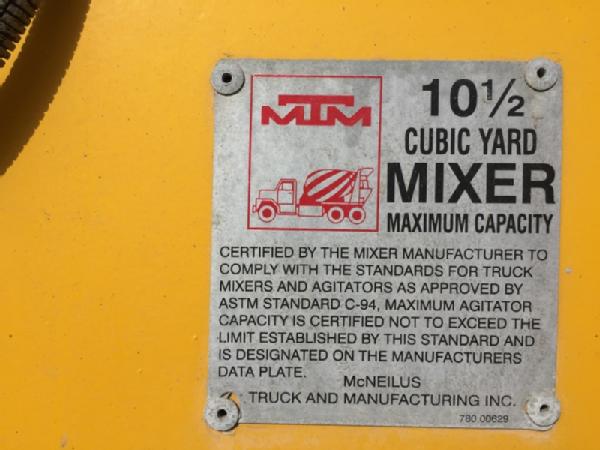 MTM
10½
CUBIC YARD
MIXER
MAXIMUM CAPACITY
CERTIFIED BY THE MIXER MANUFACTURER TO
COMPLY WITH THE STANDARDS FOR TRUCK
MIXERS AND AGITATORS AS APPROVED BY
ASTM STANDARD C-94, MAXIMUM AGITATOR
CAPACITY IS CERTIFIED NOT TO EXCEED THE
LIMIT ESTABLISHED BY THIS STANDARD AND
IS DESIGNATED ON THE MANUFACTURERS
DATA PLATE.
McNEILUS
TRUCK AND MANUFACTURING INC.
780 00629